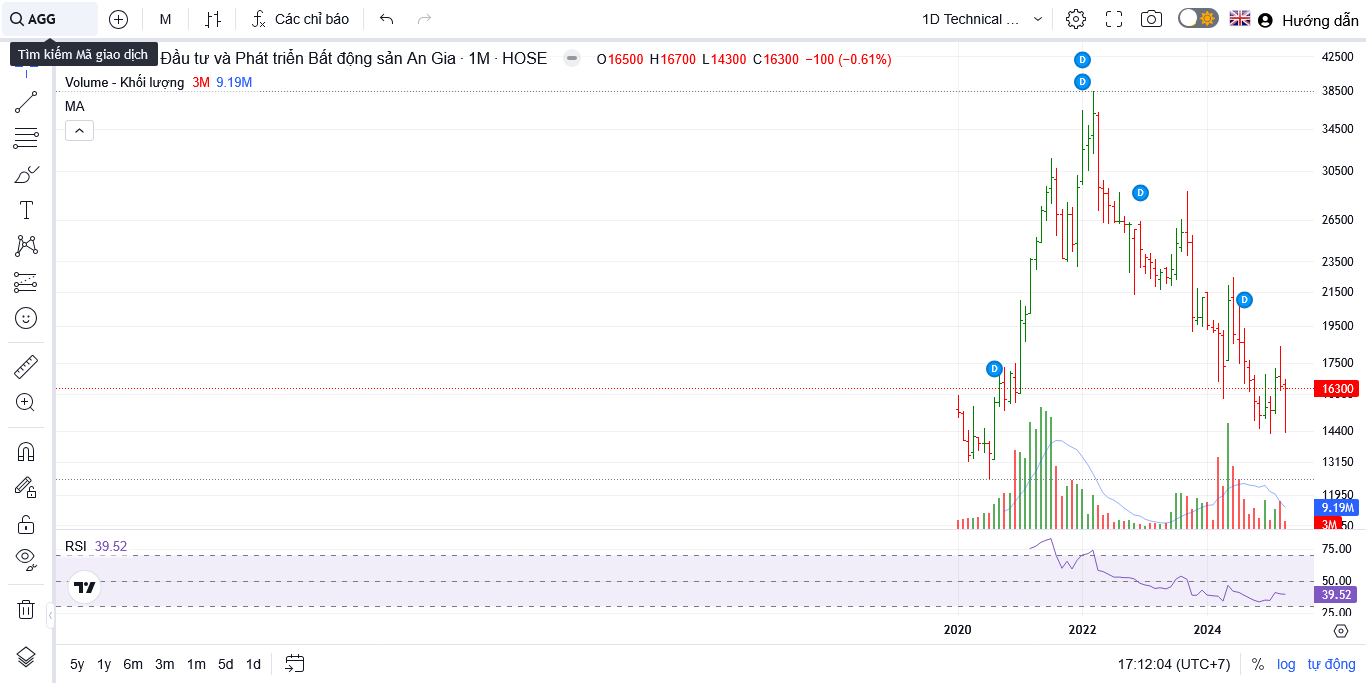 AGG
M
Các chỉ báo
1D Technical ...
Hướng dẫn
Tìm kiếm Mã giao dịch
Đầu tư và Phát triển Bất động sản An Gia · 1M · HOSE
O16500 H16700 L14300 C16300 −100 (−0.61%)
Volume - Khối lượng 3M 9.19M
MA
D
D
D
D
D
42500
38500
34500
30500
26500
23500
21500
19500
17500
16300
14400
13150
11950
9.19M
3M
RSI 39.52
75.00
50.00
39.52
25.00
2020
2022
2024
5y 1y 6m 3m 1m 5d 1d
17:12:04 (UTC+7)
%
log
tự động